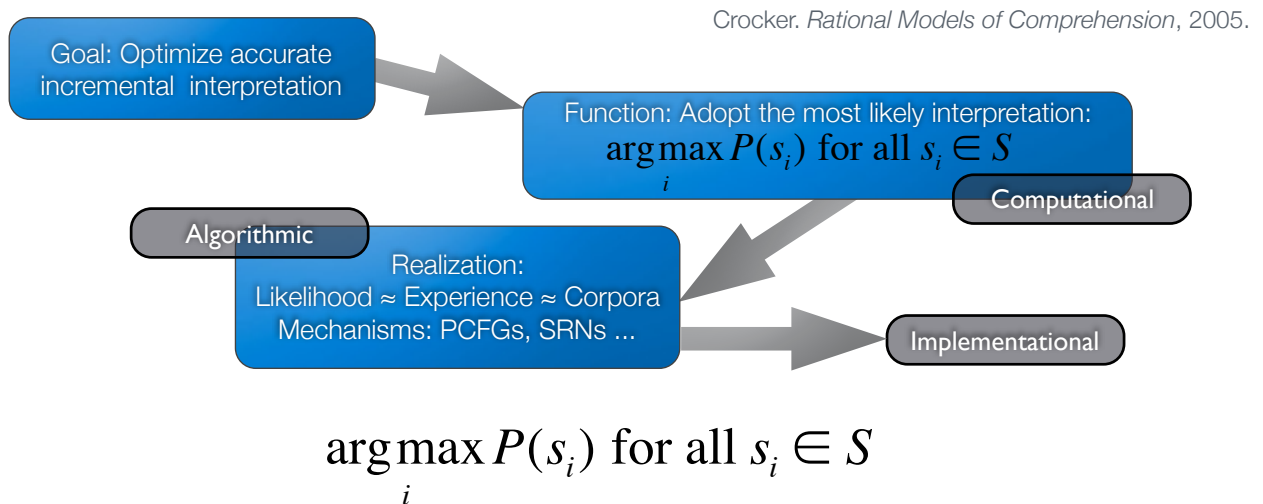 Crocker. Rational Models of Comprehension, 2005.
Goal: Optimize accurate
incremental interpretation
Function: Adopt the most likely interpretation:
arg max P(s_i) for all s_i ∈ S
i
Computational
Algorithmic
Realization:
Likelihood ≈ Experience ≈ Corpora
Mechanisms: PCFGs, SRNs ...
Implementational
arg max P(s_i) for all s_i ∈ S
i